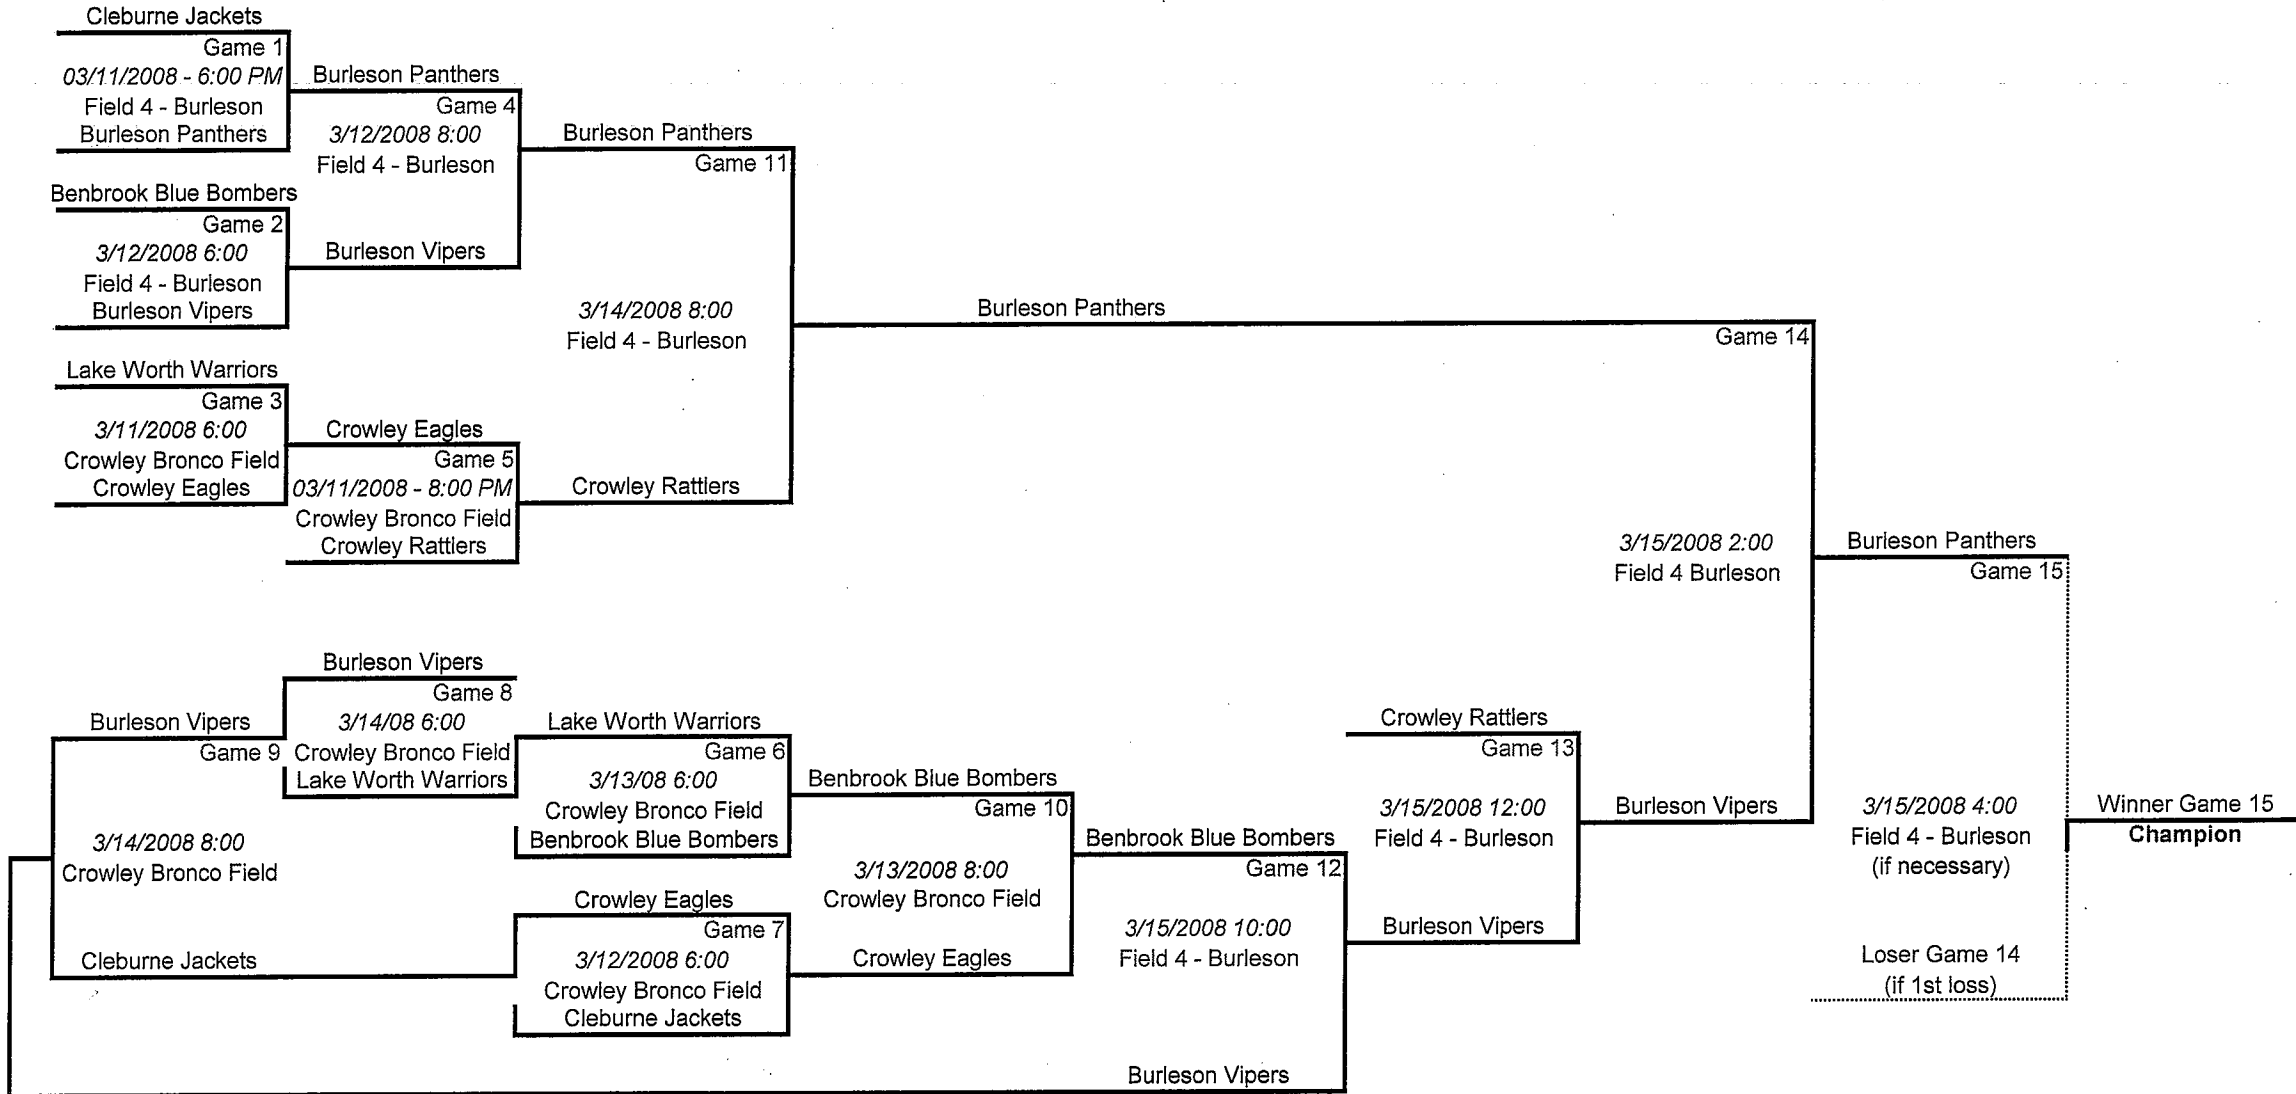 Cleburne Jackets
Game 1
03/11/2008 - 6:00 PM
Field 4 - Burleson
Burleson Panthers
Burleson Panthers
Game 4
3/12/2008 8:00
Field 4 - Burleson
Benbrook Blue Bombers
Game 2
3/12/2008 6:00
Field 4 - Burleson
Burleson Vipers
Burleson Vipers
Burleson Panthers
Game 11
3/14/2008 8:00
Field 4 - Burleson
Lake Worth Warriors
Game 3
3/11/2008 6:00
Crowley Bronco Field
Crowley Eagles
Crowley Eagles
Game 5
03/11/2008 - 8:00 PM
Crowley Bronco Field
Crowley Rattlers
Crowley Rattlers
Burleson Panthers
Game 14
3/15/2008 2:00
Field 4 Burleson
Burleson Panthers
Game 15
3/15/2008 4:00
Field 4 - Burleson
(if necessary)
Loser Game 14
(if 1st loss)
Winner Game 15
Champion
Burleson Vipers
Game 8
3/14/08 6:00
Crowley Bronco Field
Lake Worth Warriors
Burleson Vipers
Game 9
3/14/2008 8:00
Crowley Bronco Field
Cleburne Jackets
Lake Worth Warriors
Game 6
3/13/08 6:00
Crowley Bronco Field
Benbrook Blue Bombers
Crowley Eagles
Game 7
3/12/2008 6:00
Crowley Bronco Field
Cleburne Jackets
Benbrook Blue Bombers
Game 10
3/13/2008 8:00
Crowley Bronco Field
Crowley Eagles
Benbrook Blue Bombers
Game 12
3/15/2008 10:00
Field 4 - Burleson
Burleson Vipers
Crowley Rattlers
Game 13
3/15/2008 12:00
Field 4 - Burleson
Burleson Vipers
Burleson Vipers